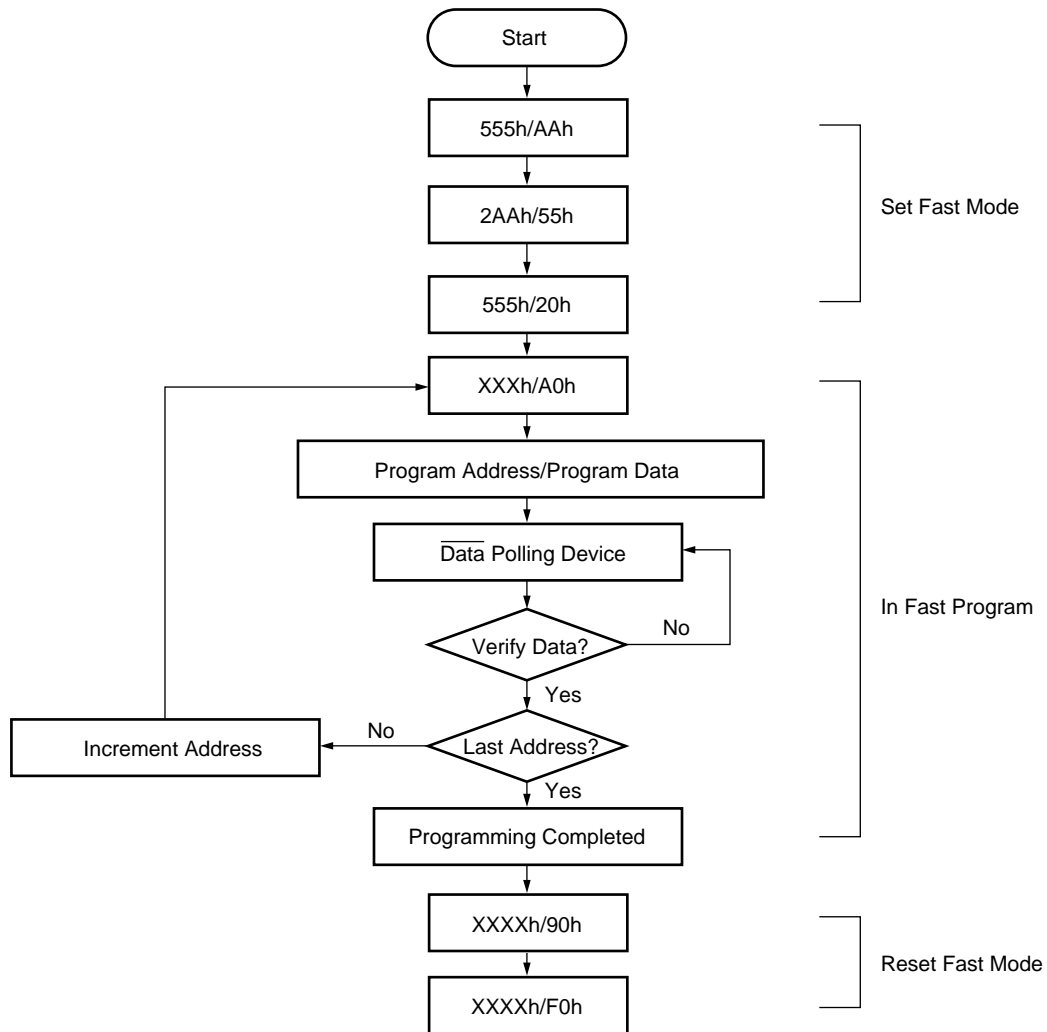 Start
555h/AAh
2AAh/55h
Set Fast Mode
555h/20h
XXXh/A0h
Program Address/Program Data
Data Polling Device
In Fast Program
Verify Data?
No
Yes
Increment Address
No
Last Address?
Yes
Programming Completed
XXXXh/90h
Reset Fast Mode
XXXXh/F0h